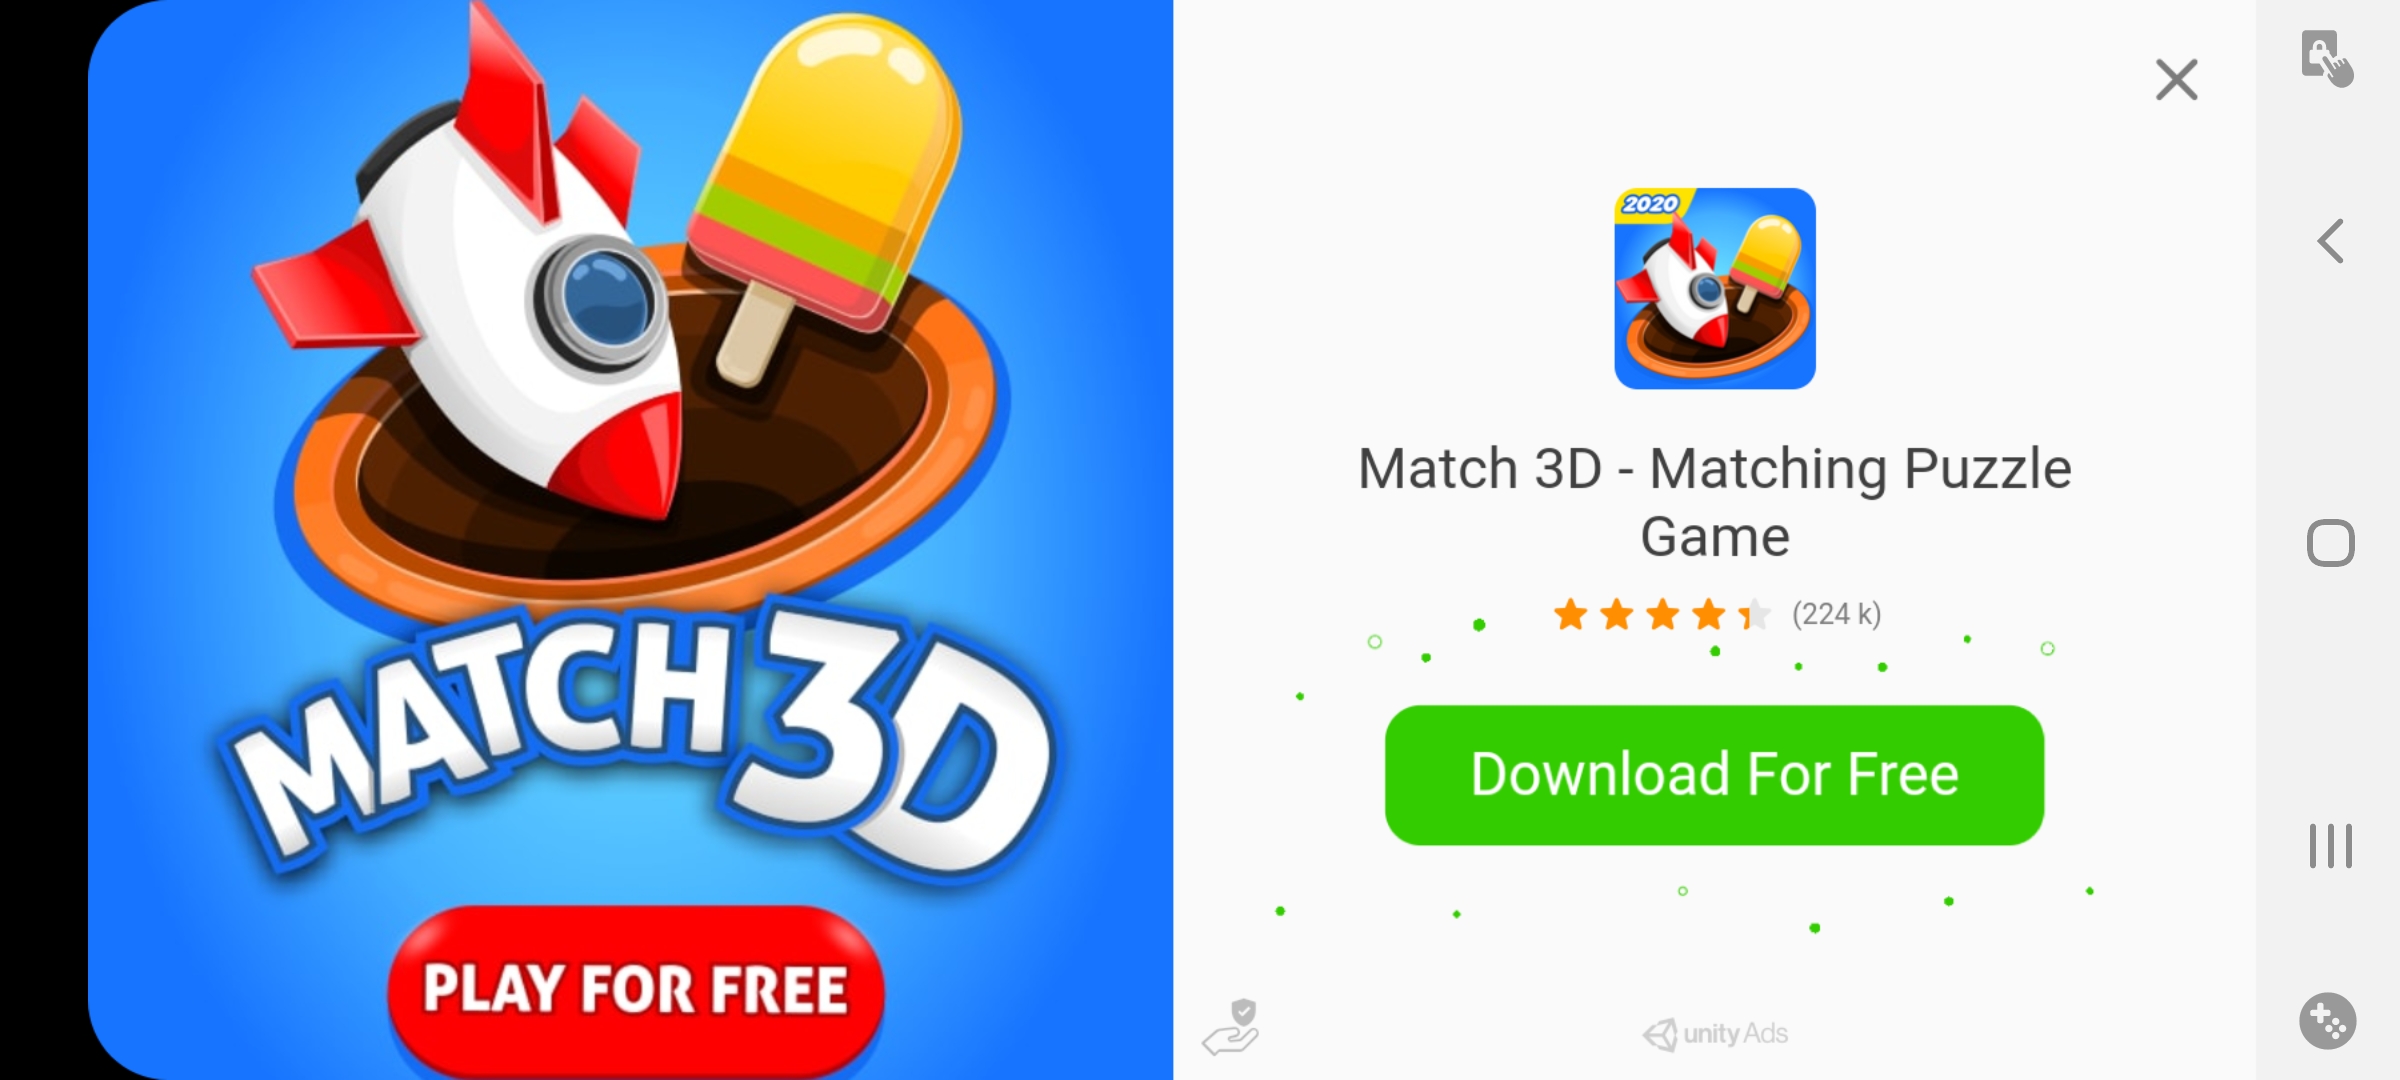 MATCH 3D
PLAY FOR FREE
2020
Match 3D - Matching Puzzle
Game
(224 k)
Download For Free
unity Ads